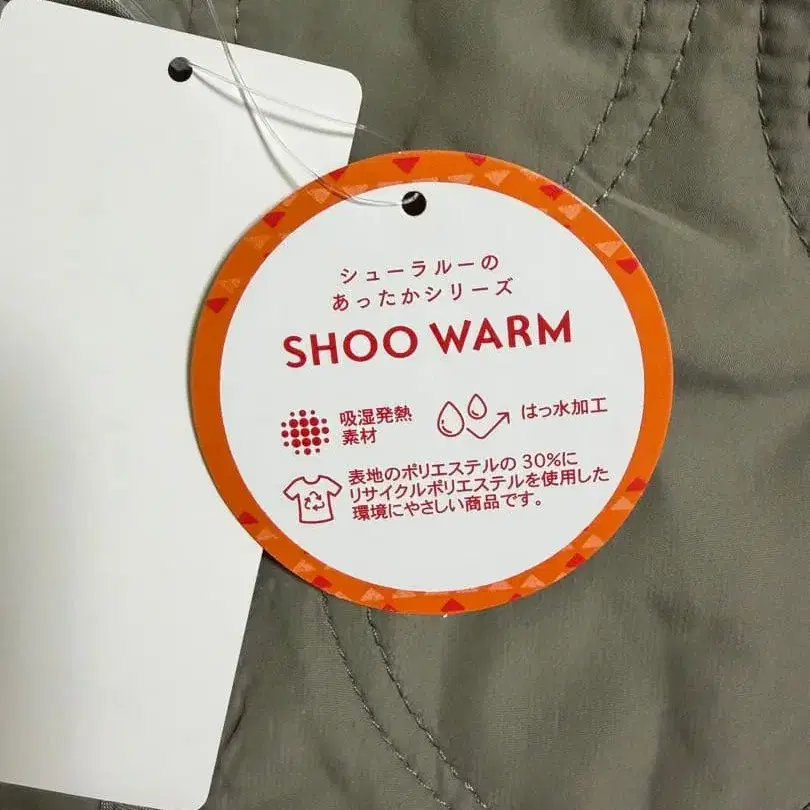 シューラルーの
あったかシリーズ
SHOO WARM
吸湿発熱
素材
はっ水加工
表地のポリエステルの 30%に
リサイクルポリエステルを使用した
環境にやさしい商品です。